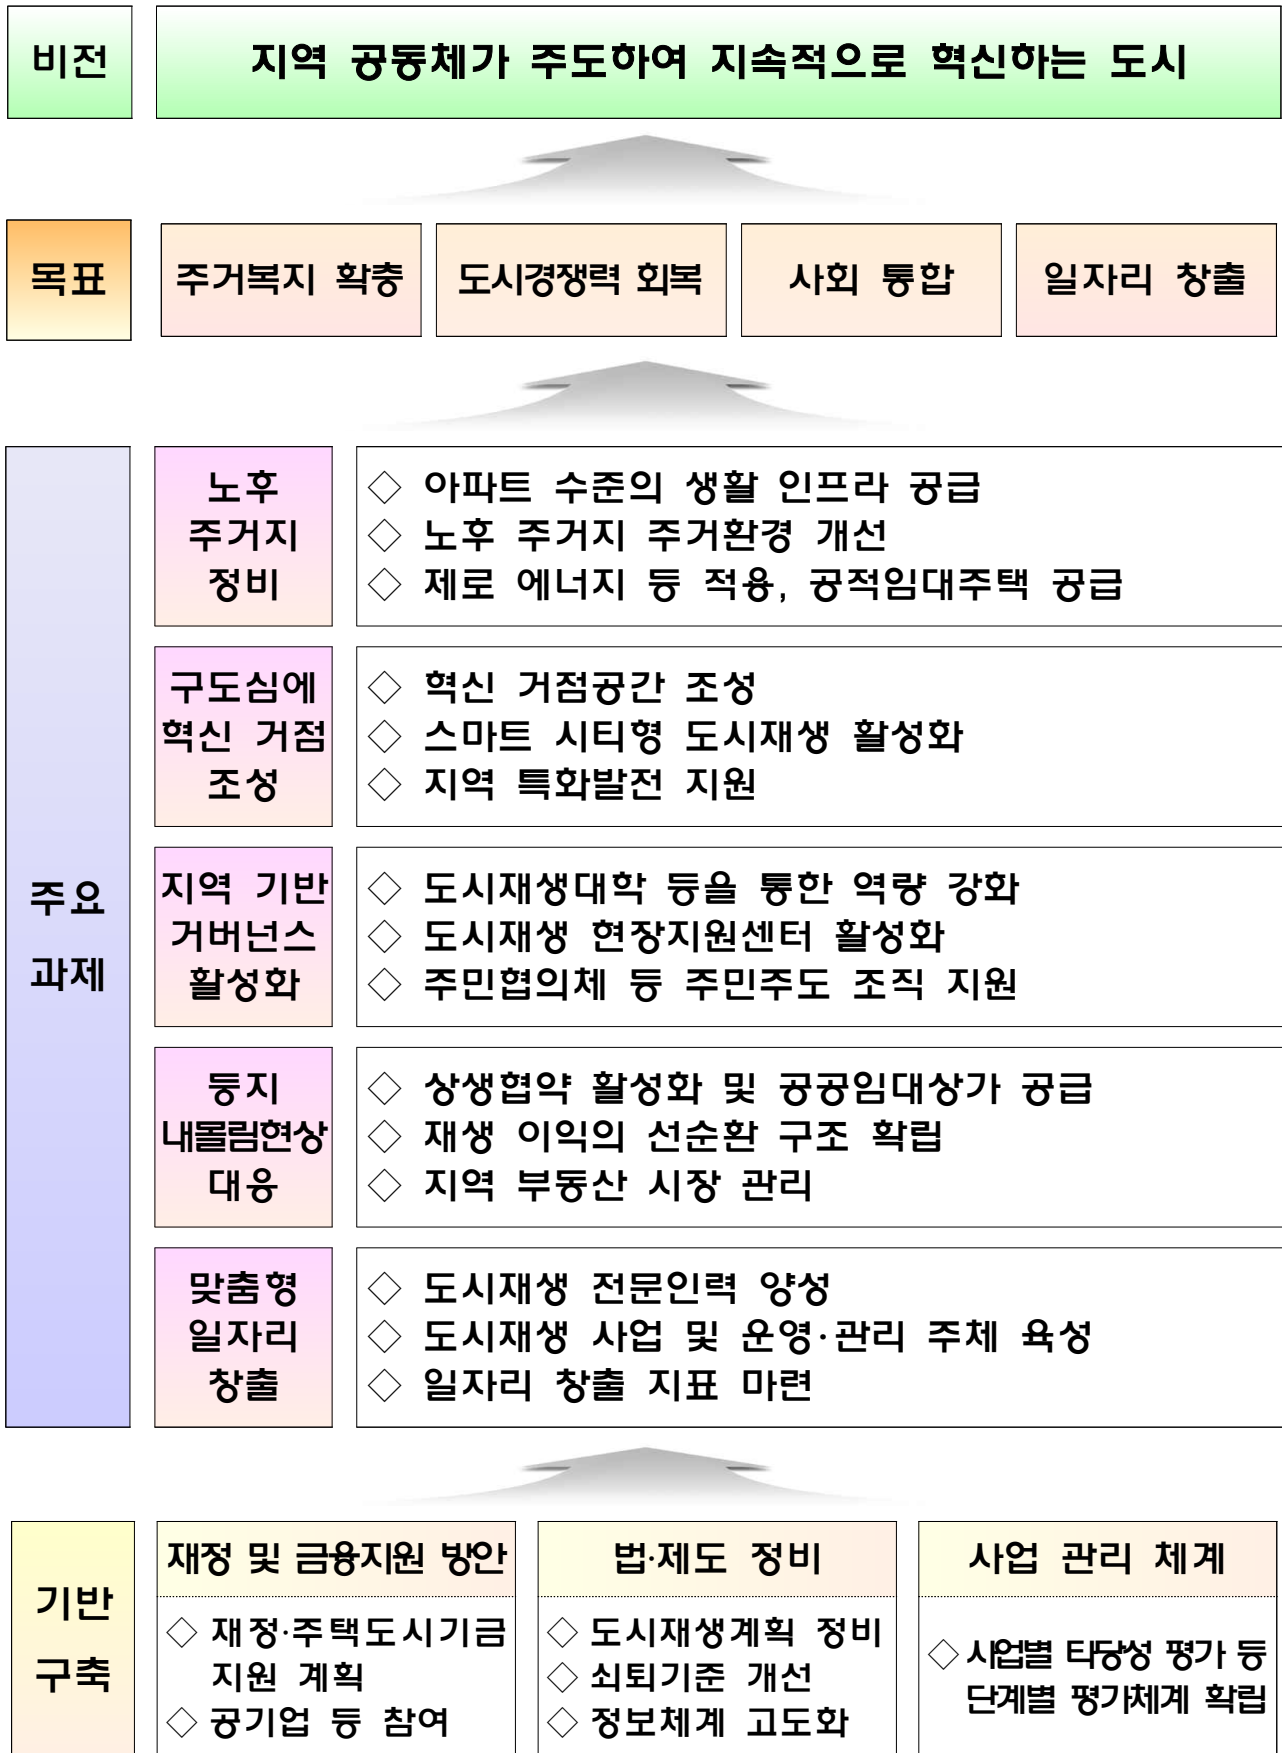 비전
지역 공동체가 주도하여 지속적으로 혁신하는 도시
목표
주거복지 확충
도시경쟁력 회복
사회 통합
일자리 창출
주요
과제
노후
주거지
정비
◇ 아파트 수준의 생활 인프라 공급
◇ 노후 주거지 주거환경 개선
◇ 제로 에너지 등 적용, 공적임대주택 공급
구도심에
혁신 거점
조성
◇ 혁신 거점공간 조성
◇ 스마트 시티형 도시재생 활성화
◇ 지역 특화발전 지원
지역 기반
거버넌스
활성화
◇ 도시재생대학 등을 통한 역량 강화
◇ 도시재생 현장지원센터 활성화
◇ 주민협의체 등 주민주도 조직 지원
둥지
내몰림현상
대응
◇ 상생협약 활성화 및 공공임대상가 공급
◇ 재생 이익의 선순환 구조 확립
◇ 지역 부동산 시장 관리
맞춤형
일자리
창출
◇ 도시재생 전문인력 양성
◇ 도시재생 사업 및 운영·관리 주체 육성
◇ 일자리 창출 지표 마련
기반
구축
재정 및 금융지원 방안
◇ 재정·주택도시기금
지원 계획
◇ 공기업 등 참여
법·제도 정비
◇ 도시재생계획 정비
◇ 쇠퇴기준 개선
◇ 정보체계 고도화
사업 관리 체계
◇ 사업별 타당성 평가 등
단계별 평가체계 확립